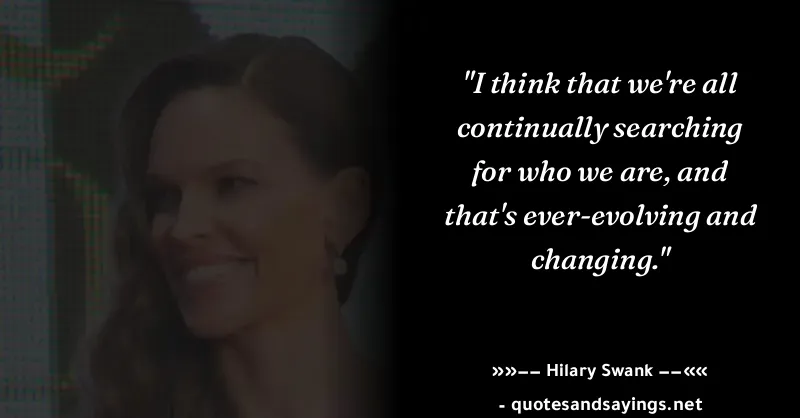 "I think that we're all
continually searching
for who we are, and
that's ever-evolving and
changing."
»»−− Hilary Swank −−««
- quotesandsayings.net